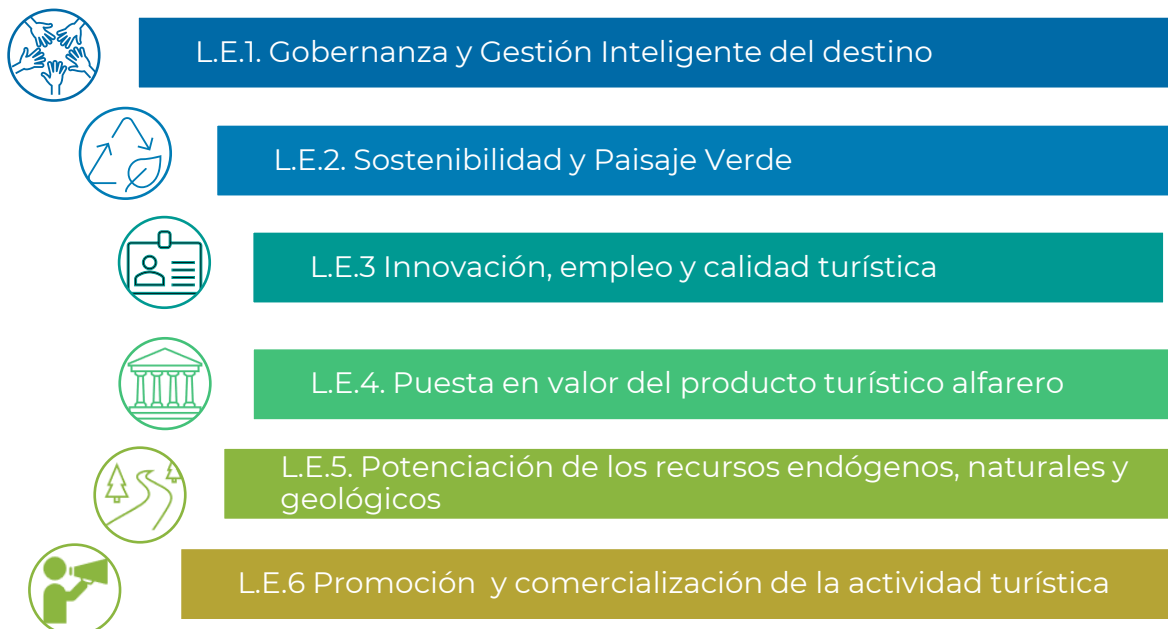 L.E.1. Gobernanza y Gestión Inteligente del destino
L.E.2. Sostenibilidad y Paisaje Verde
L.E.3 Innovación, empleo y calidad turística
L.E.4. Puesta en valor del producto turístico alfarero
L.E.5. Potenciación de los recursos endógenos, naturales y
geológicos
L.E.6 Promoción  y comercialización de la actividad turística